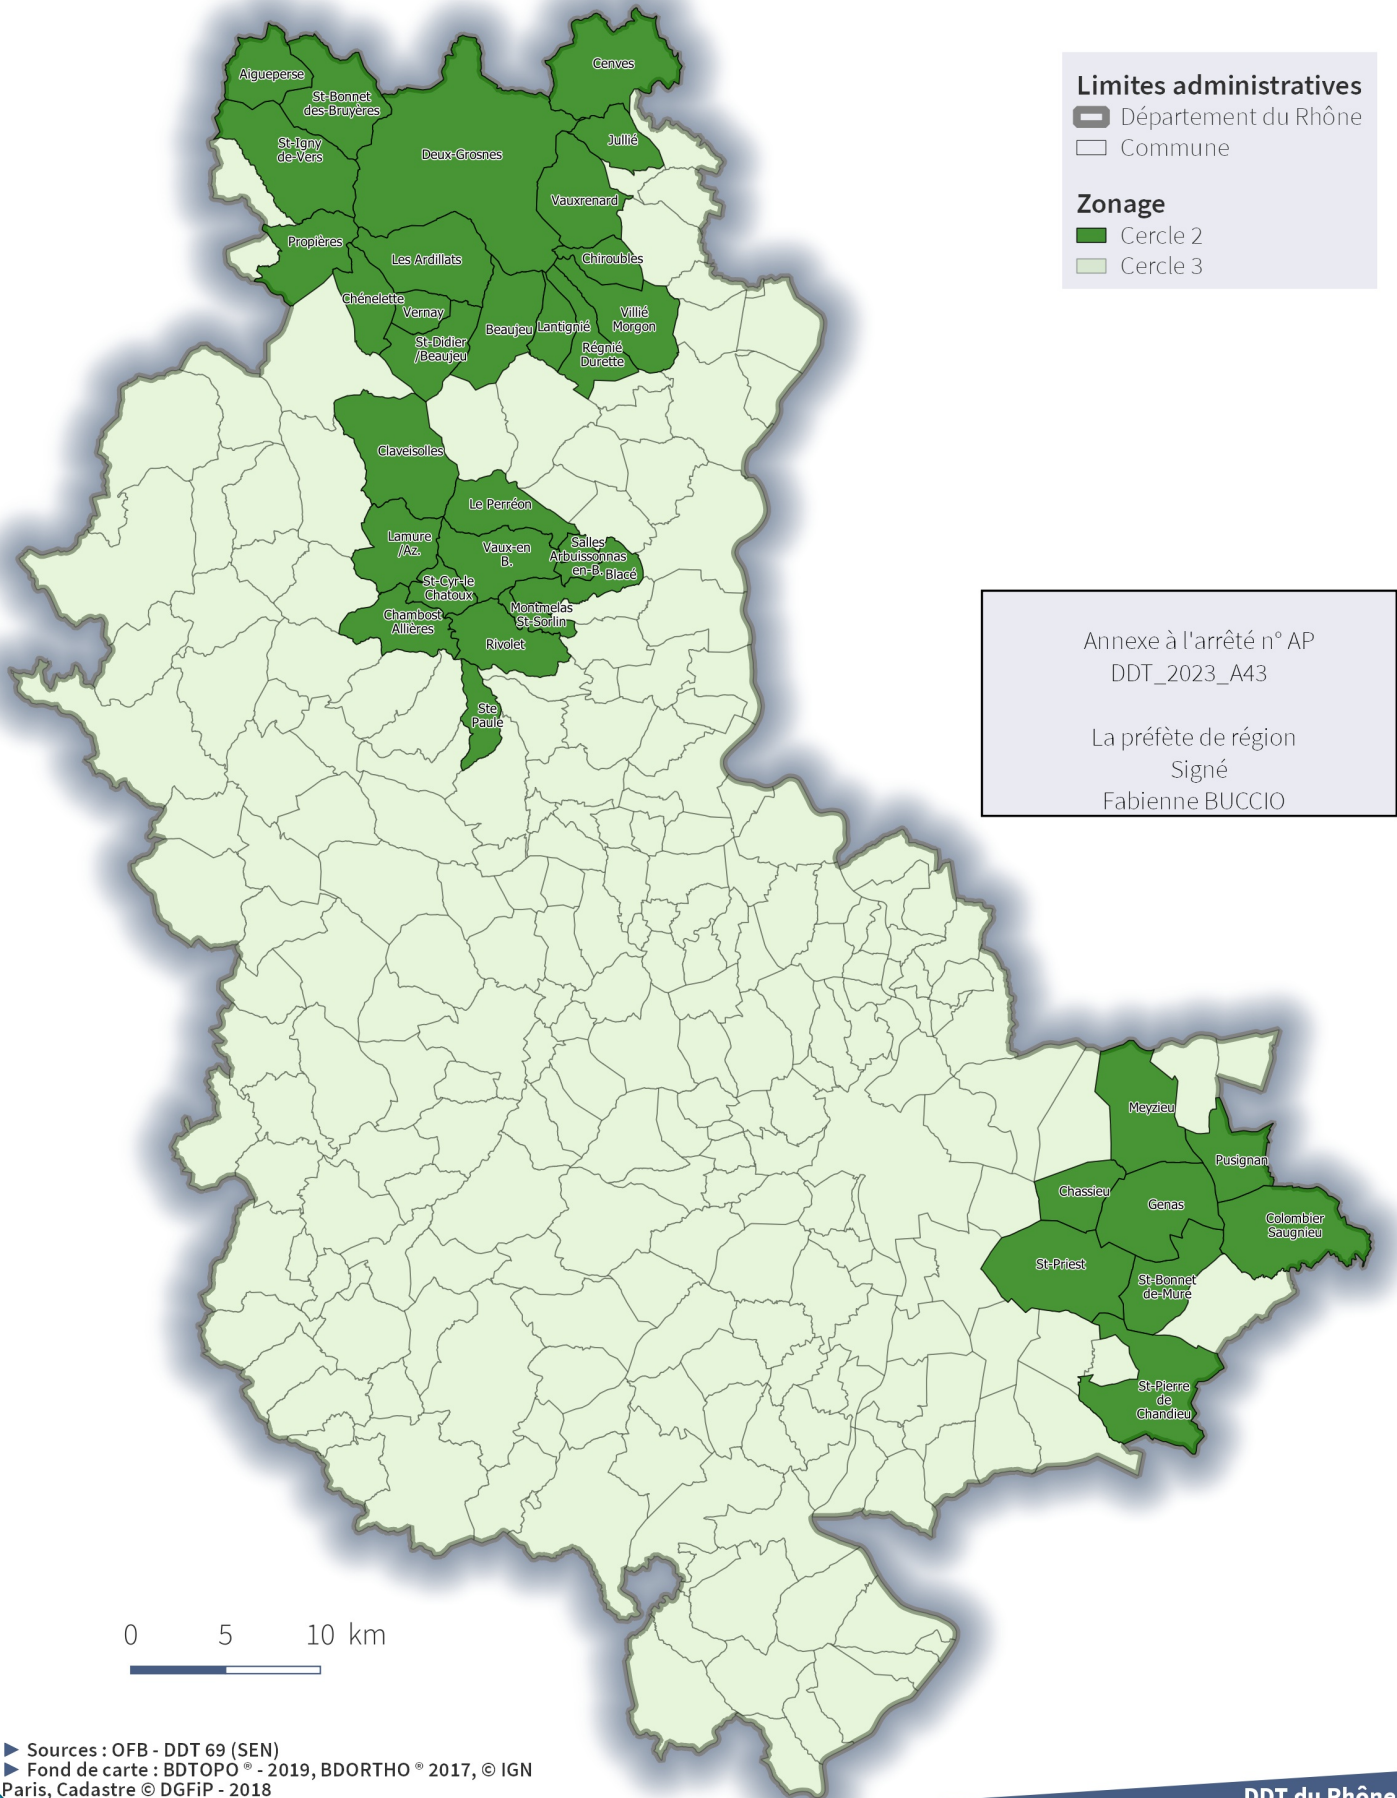 Limites administratives
Département du Rhône
Commune
Zonage
Cercle 2
Cercle 3
Annexe à l'arrêté n° AP
DDT_2023_A43
La préfète de région
Signé
Fabienne BUCCIO
Aigueperse
St-Bonnet
des-Bruyères
St-Igny
de-Vers
Deux-Grosnes
Cenves
Jullié
Vauxrenard
Propières
Les Ardillats
Chiroubles
Chénelette
Vernay
St-Didier
/Beaujeu
Beaujeu
Lantignié
Villié
Morgon
Régnié
Durette
Claveisolles
Le Perréon
Lamure
/Az.
Vaux-en
B.
Salles
Arbuissonnas
en-B.
Blacé
St-Cyr-le
Chatoux
Chambost
Allières
Montmelas
St-Sorlin
Rivolet
Ste
Paule
Meyzieu
Pusignan
Chassieu
Genas
Colombier
Saugnieu
St-Priest
St-Bonnet
de-Mure
St-Pierre
de
Chandieu
0 5 10 km
► Sources : OFB - DDT 69 (SEN)
► Fond de carte : BDTOPO ® - 2019, BDORTHO ® 2017, © IGN
Paris, Cadastre © DGFiP - 2018
DDT du Rhône